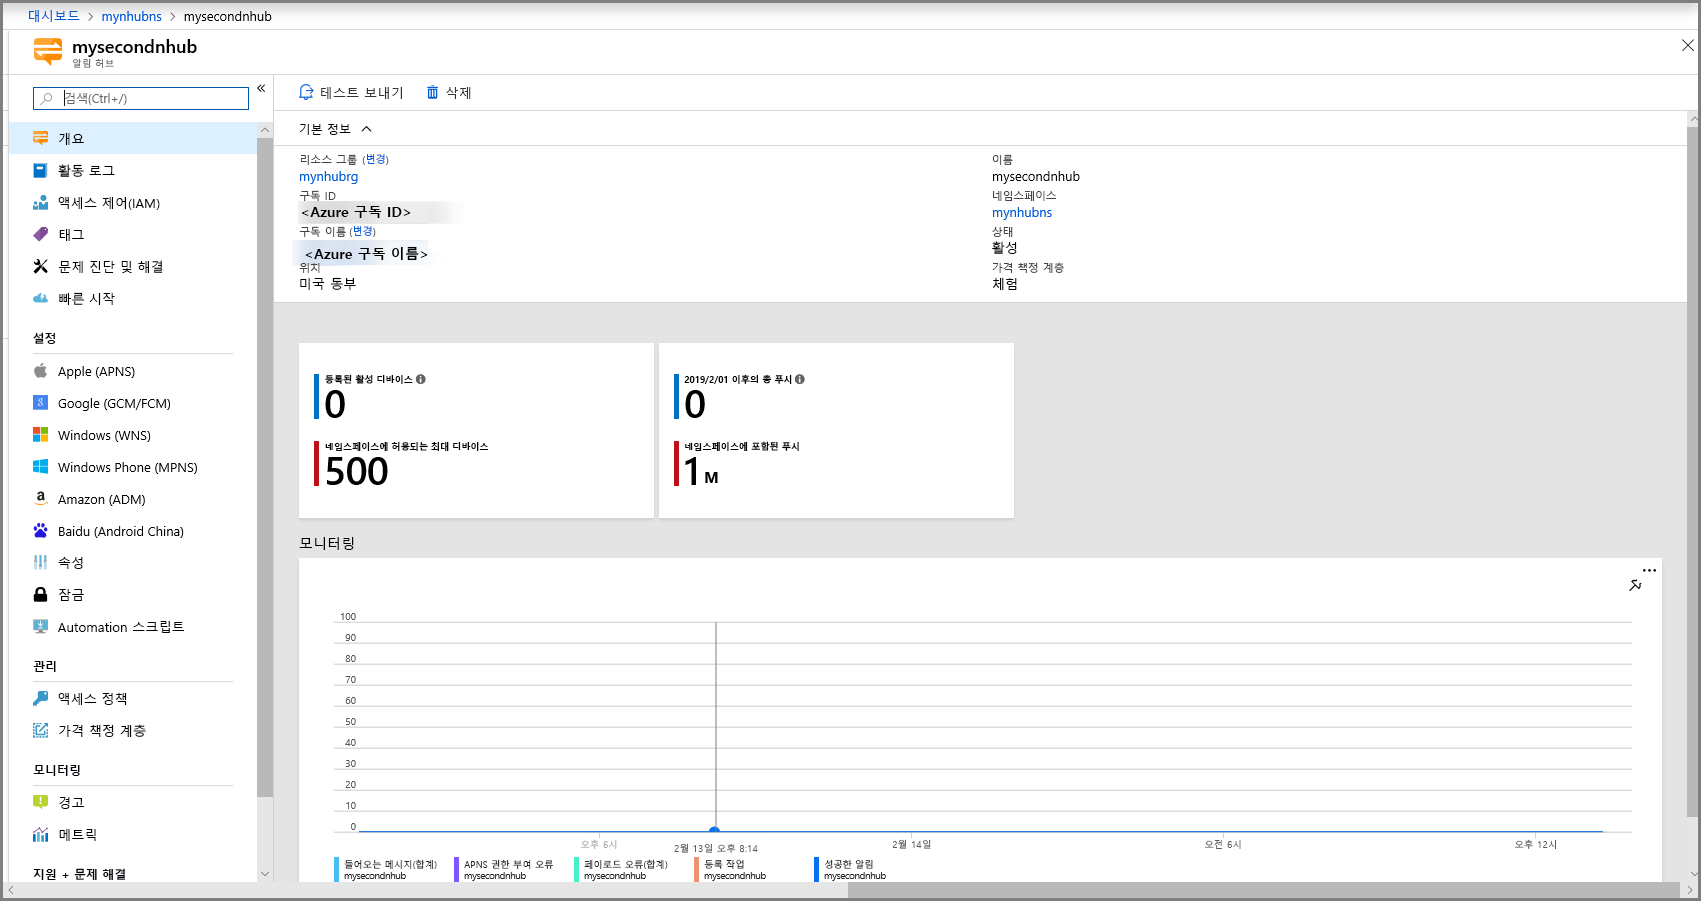 대시보드 > mynhubns > mysecondnhub
mysecondnhub
알림 허브
검색(Ctrl+/)
개요
활동 로그
액세스 제어(IAM)
태그
문제 진단 및 해결
빠른 시작
설정
Apple (APNS)
Google (GCM/FCM)
Windows (WNS)
Windows Phone (MPNS)
Amazon (ADM)
Baidu (Android China)
속성
잠금
Automation 스크립트
관리
액세스 정책
가격 책정 계층
모니터링
경고
메트릭
지원 + 문제 해결
테스트 보내기 삭제
기본 정보
리소스 그룹 (변경)
mynhubrg
구독 ID
<Azure 구독 ID>
구독 이름 (변경)
<Azure 구독 이름>
위치
미국 동부
이름
mysecondnhub
네임스페이스
mynhubns
상태
활성
가격 책정 계층
체험
등록된 활성 디바이스
0
네임스페이스에 허용되는 최대 디바이스
500
2019/2/01 이후의 총 푸시
0
네임스페이스에 포함된 푸시
1 M
모니터링
100
90
80
70
60
50
40
30
20
10
0
오후 6시 2월 13일 오후 8:14 2월 14일 오전 6시 오후 12시
들어오는 메시지(합계)
mysecondnhub
APNS 권한 부여 오류
mysecondnhub
페이로드 오류(합계)
mysecondnhub
등록 작업
mysecondnhub
성공한 알림
mysecondnhub